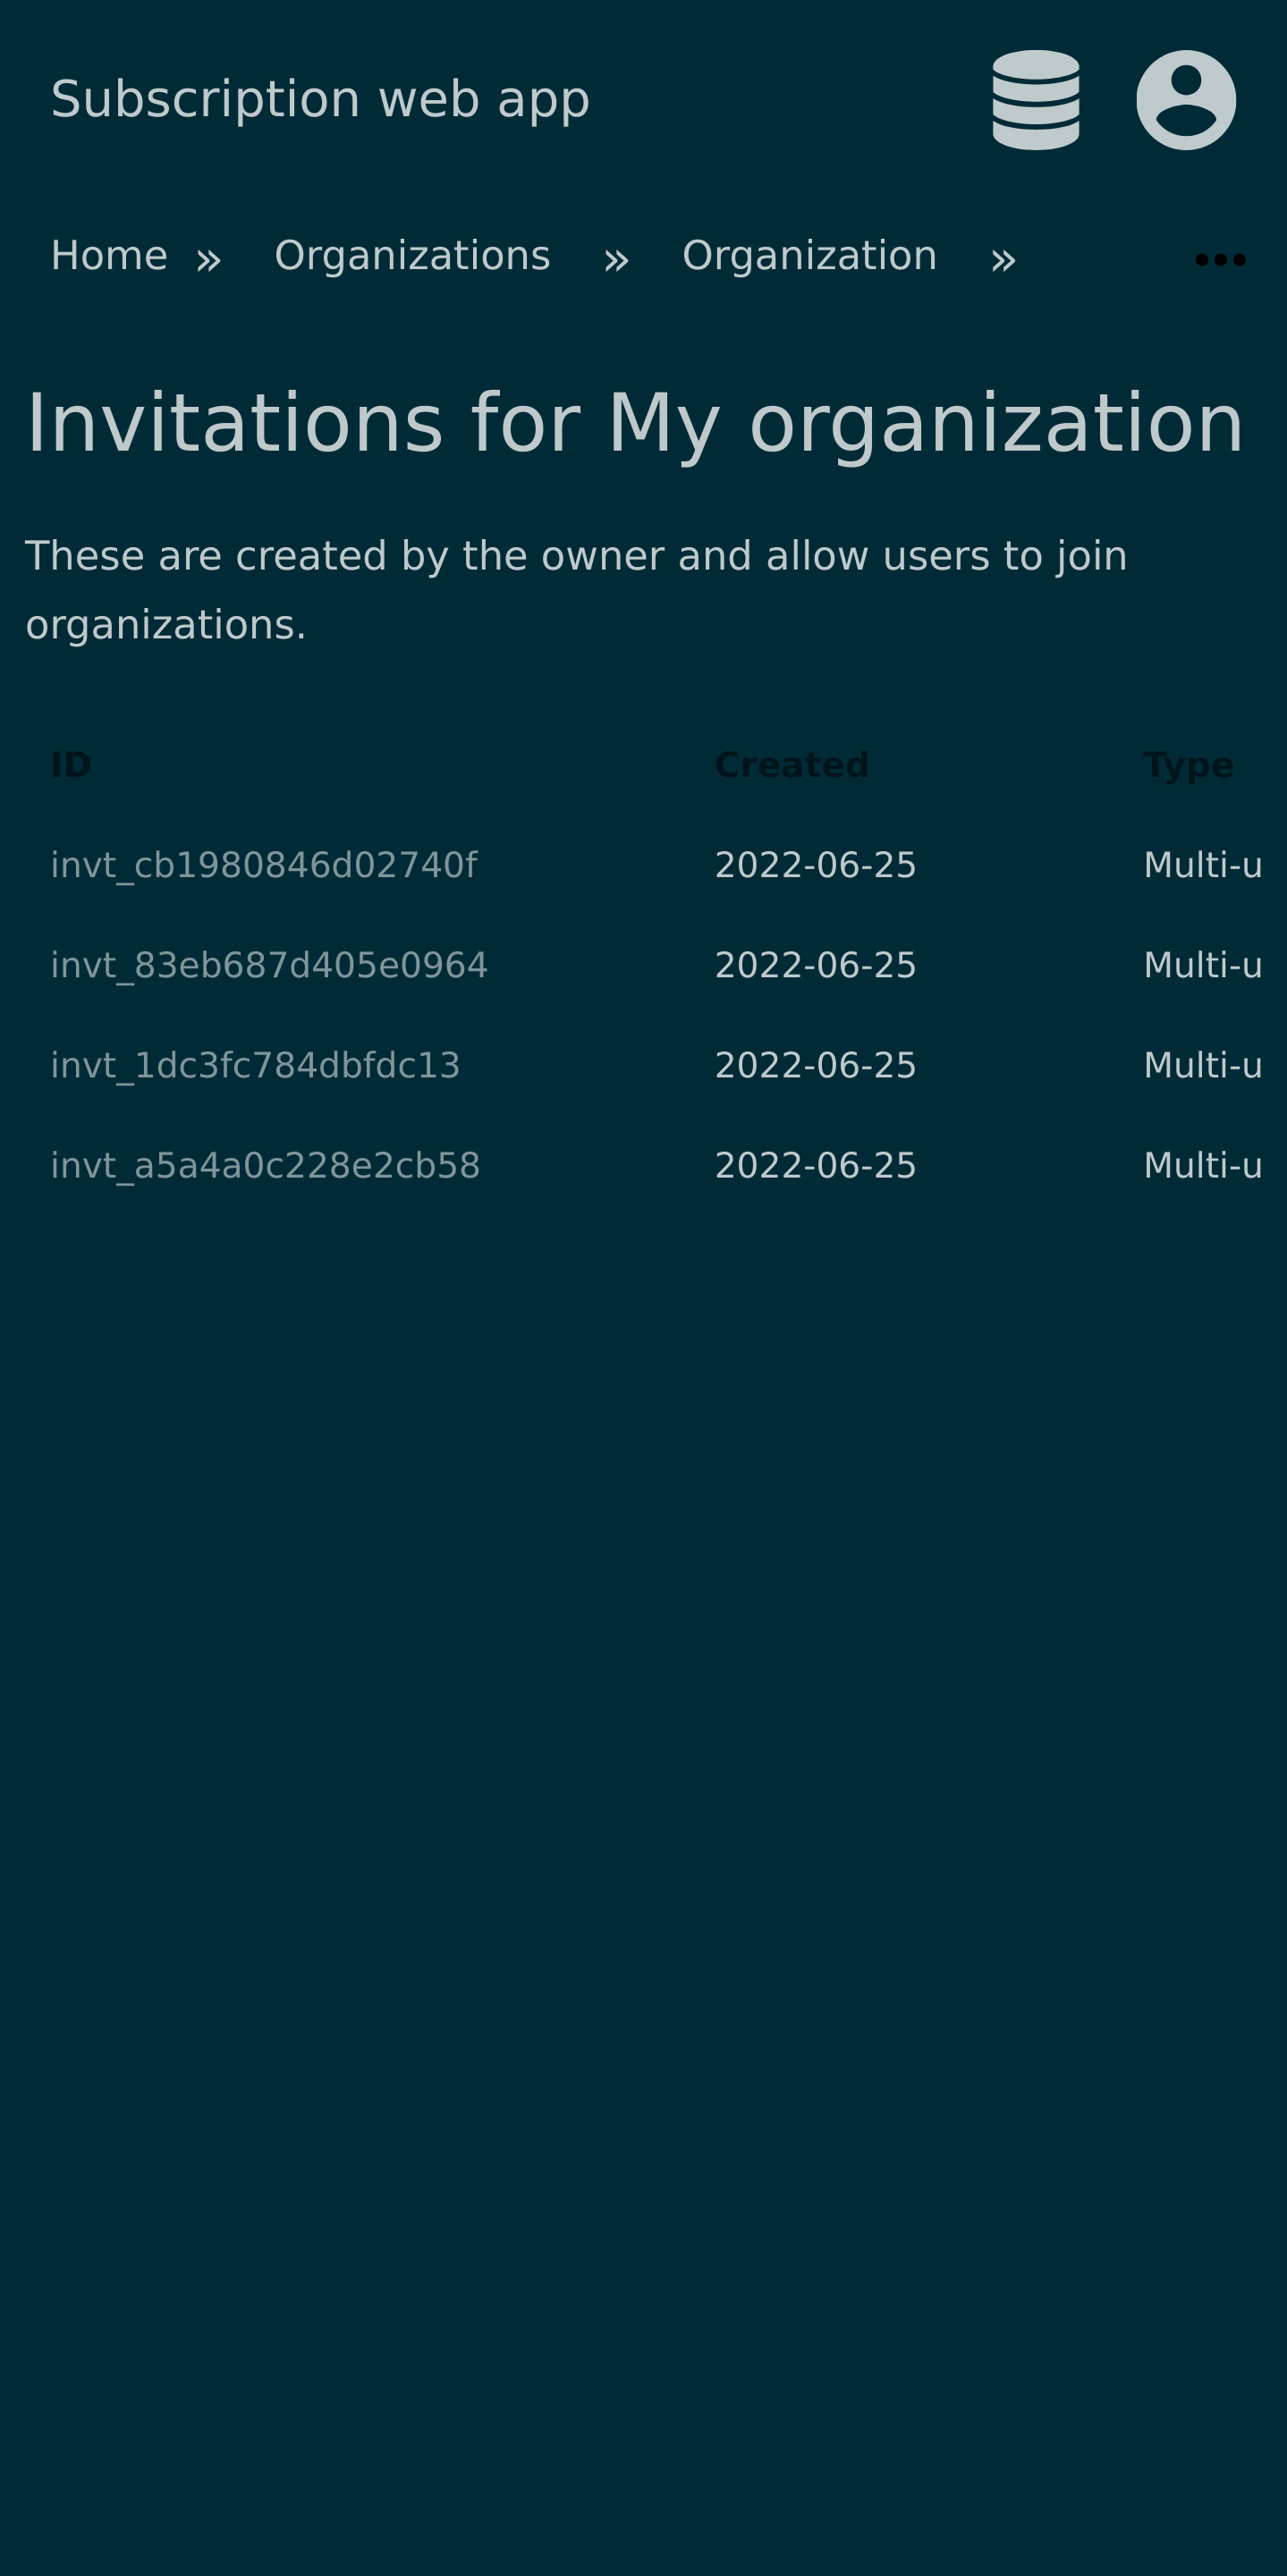 Subscription web app
Home » Organizations » Organization » •••
Invitations for My organization
These are created by the owner and allow users to join
organizations.
ID Created Type
invt_cb1980846d02740f 2022-06-25 Multi-u
invt_83eb687d405e0964 2022-06-25 Multi-u
invt_1dc3fc784dbfdc13 2022-06-25 Multi-u
invt_a5a4a0c228e2cb58 2022-06-25 Multi-u